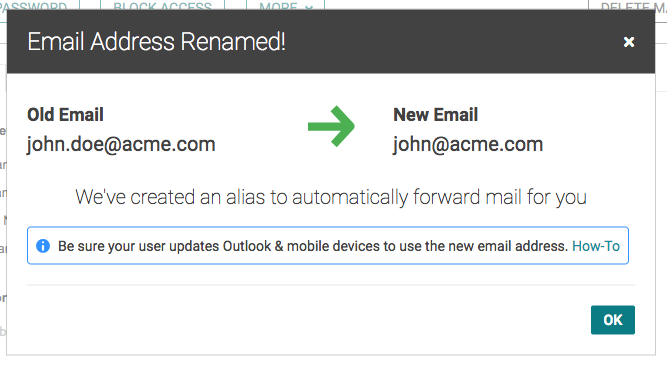 PASSWORD
BLOCK ACCESS
MORE
DELETE MA
Email Address Renamed!
Old Email
New Email
john.doe@acme.com
john@acme.com
We've created an alias to automatically forward mail for you
Be sure your user updates Outlook & mobile devices to use the new email address. How-To
OK